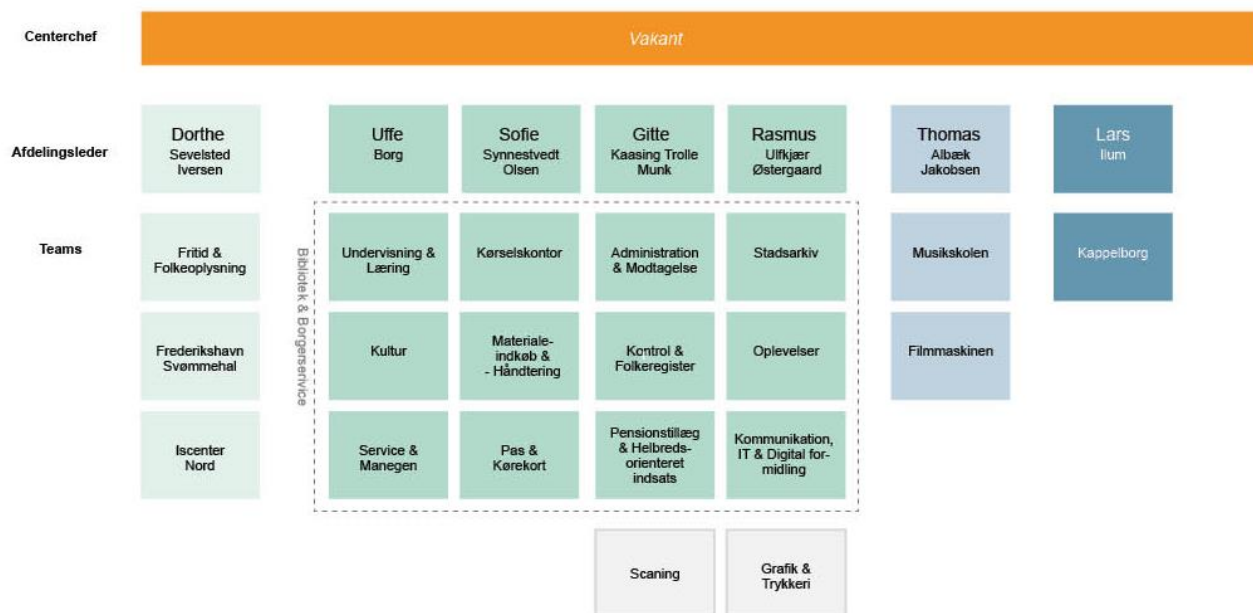 Centerchef
Vakant
Afdelingsleder
Dorthe
Sevelsted
Iversen
Uffe
Borg
Sofie
Synnestvedt
Olsen
Gitte
Kaasing Trolle
Munk
Rasmus
Ulfkjær
Østergaard
Thomas
Albæk
Jakobsen
Lars
Ilum
Teams
Bibliotek & Borgerserivice
Fritid &
Folkeoplysning
Undervisning &
Læring
Kørselskontor
Administration
& Modtagelse
Stadsarkiv
Musikskolen
Kappelborg
Frederikshavn
Svømmehal
Kultur
Materiale-
indkøb &
- Håndtering
Kontrol &
Folkeregister
Oplevelser
Filmmaskinen
Iscenter
Nord
Service &
Manegen
Pas &
Kørekort
Pensionstillæg
& Helbreds-
orienteret
indsats
Kommunikation,
IT & Digital for-
midling
Scaning
Grafik &
Trykkeri